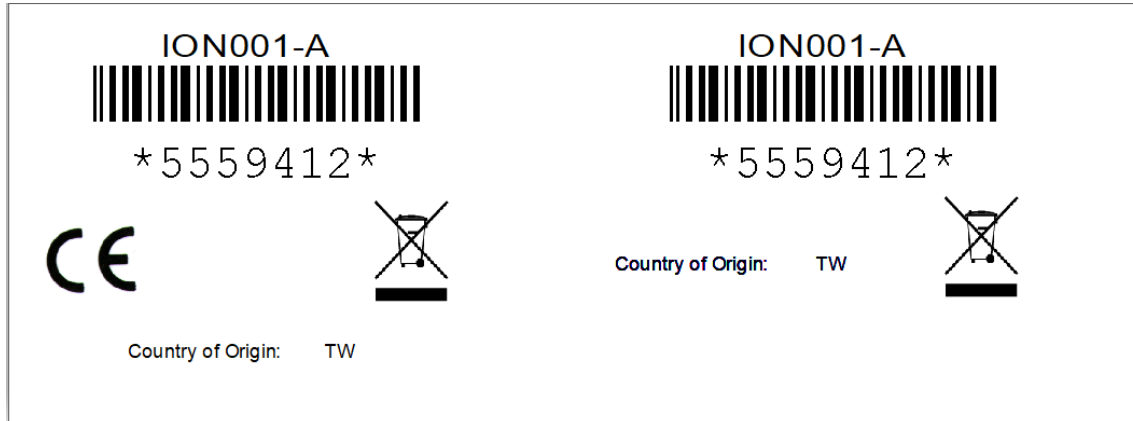 ION001-A
*5559412*
CE
Country of Origin: TW
ION001-A
*5559412*
Country of Origin: TW